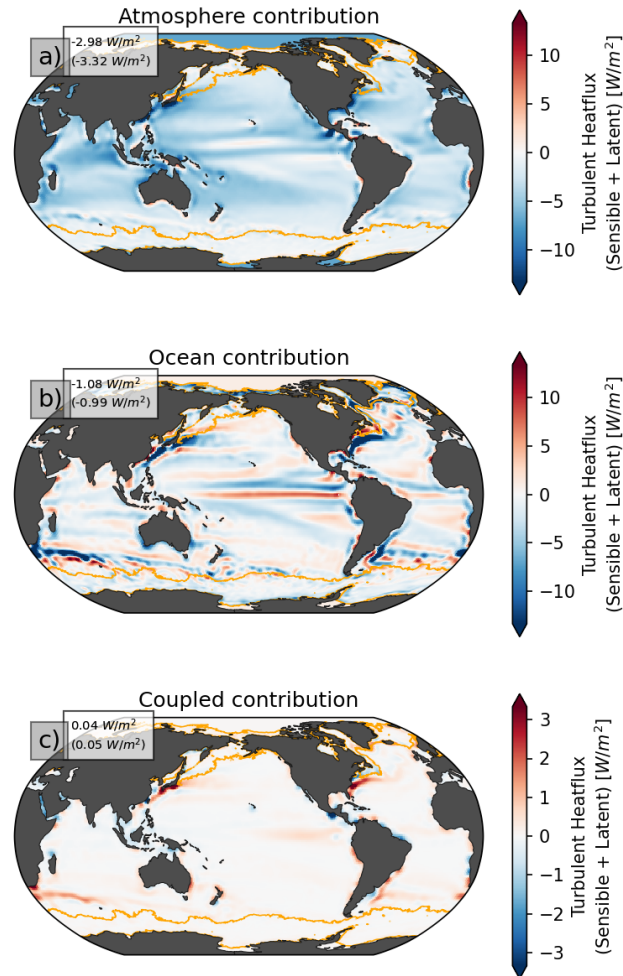 Atmosphere contribution
a)
-2.98 W/m²
(-3.32 W/m²)
10
5
0
−5
−10
Turbulent Heatflux
(Sensible + Latent) [W/m²]
Ocean contribution
b)
-1.08 W/m²
(-0.99 W/m²)
10
5
0
−5
−10
Turbulent Heatflux
(Sensible + Latent) [W/m²]
Coupled contribution
c)
0.04 W/m²
(0.05 W/m²)
3
2
1
0
−1
−2
−3
Turbulent Heatflux
(Sensible + Latent) [W/m²]